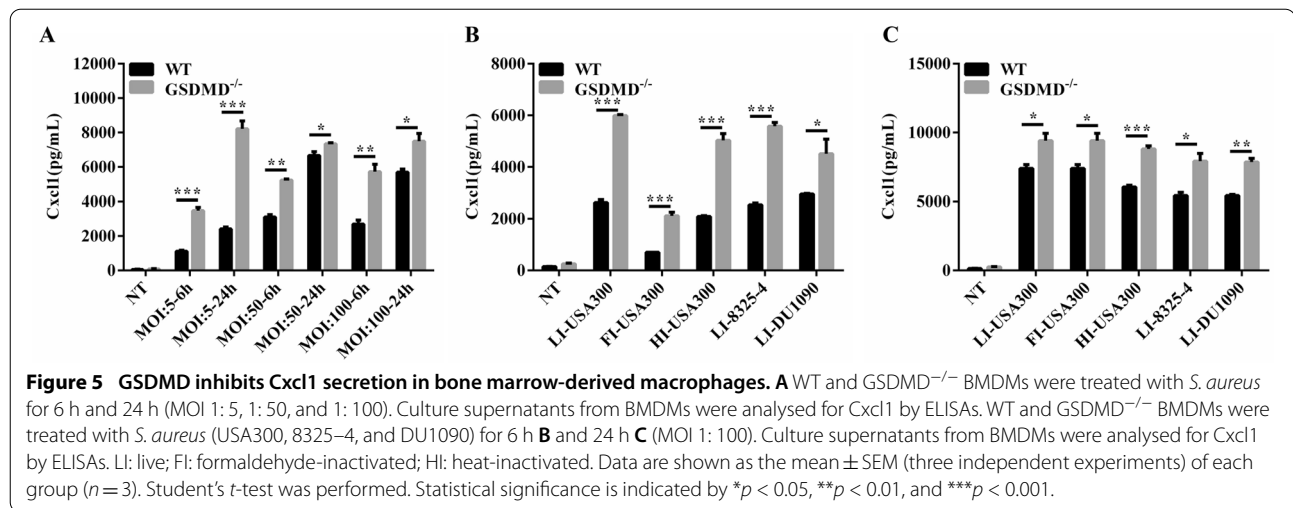 A
Cxcl1(pg/mL)
12000
10000
8000
6000
4000
2000
0
WT
GSDMD-/-
***
***
**
*
**
*
NT
MOI:5-6h
MOI:5-24h
MOI:50-6h
MOI:50-24h
MOI:100-6h
MOI:100-24h
B
Cxcl1(pg/mL)
8000
6000
4000
2000
0
WT
GSDMD-/-
***
***
***
***
*
NT
LI-USA300
FI-USA300
HI-USA300
LI-8325-4
LI-DU1090
C
Cxcl1(pg/mL)
15000
10000
5000
0
WT
GSDMD-/-
*
*
***
*
**
NT
LI-USA300
FI-USA300
HI-USA300
LI-8325-4
LI-DU1090
Figure 5 GSDMD inhibits Cxcl1 secretion in bone marrow-derived macrophages. A WT and GSDMD−/− BMDMs were treated with S. aureus
for 6 h and 24 h (MOI 1: 5, 1: 50, and 1: 100). Culture supernatants from BMDMs were analysed for Cxcl1 by ELISAs. WT and GSDMD−/− BMDMs were
treated with S. aureus (USA300, 8325–4, and DU1090) for 6 h B and 24 h C (MOI 1: 100). Culture supernatants from BMDMs were analysed for Cxcl1
by ELISAs. LI: live; FI: formaldehyde-inactivated; HI: heat-inactivated. Data are shown as the mean ± SEM (three independent experiments) of each
group (n = 3). Student's t-test was performed. Statistical significance is indicated by *p < 0.05, **p < 0.01, and ***p < 0.001.